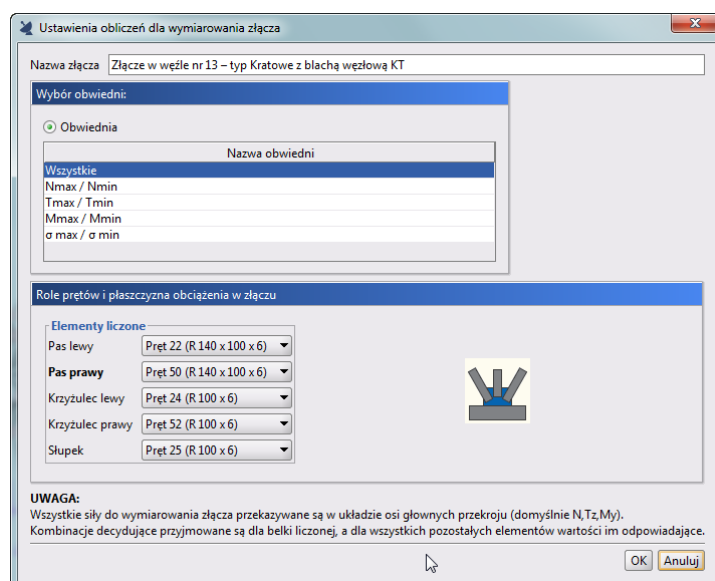 Ustawienia obliczeń dla wymiarowania złącza
x
Nazwa złącza Złącze w węźle nr 13 – typ Kratowe z blachą węzłową KT
Wybór obwiedni:
Obwiednia
Nazwa obwiedni
Wszystkie
Nmax / Nmin
Tmax / Tmin
Mmax / Mmin
σ max / σ min
Role prętów i płaszczyzna obciążenia w złączu
Elementy liczone
Pas lewy Pręt 22 (R 140 x 100 x 6)
Pas prawy Pręt 50 (R 140 x 100 x 6)
Krzyżulec lewy Pręt 24 (R 100 x 6)
Krzyżulec prawy Pręt 52 (R 100 x 6)
Słupek Pręt 25 (R 100 x 6)
UWAGA:
Wszystkie siły do wymiarowania złącza przekazywane są w układzie osi głownych przekroju (domyślnie N,Tz,My).
Kombinacje decydujące przyjmowane są dla belki liczonej, a dla wszystkich pozostałych elementów wartości im odpowiadające.
OK Anuluj